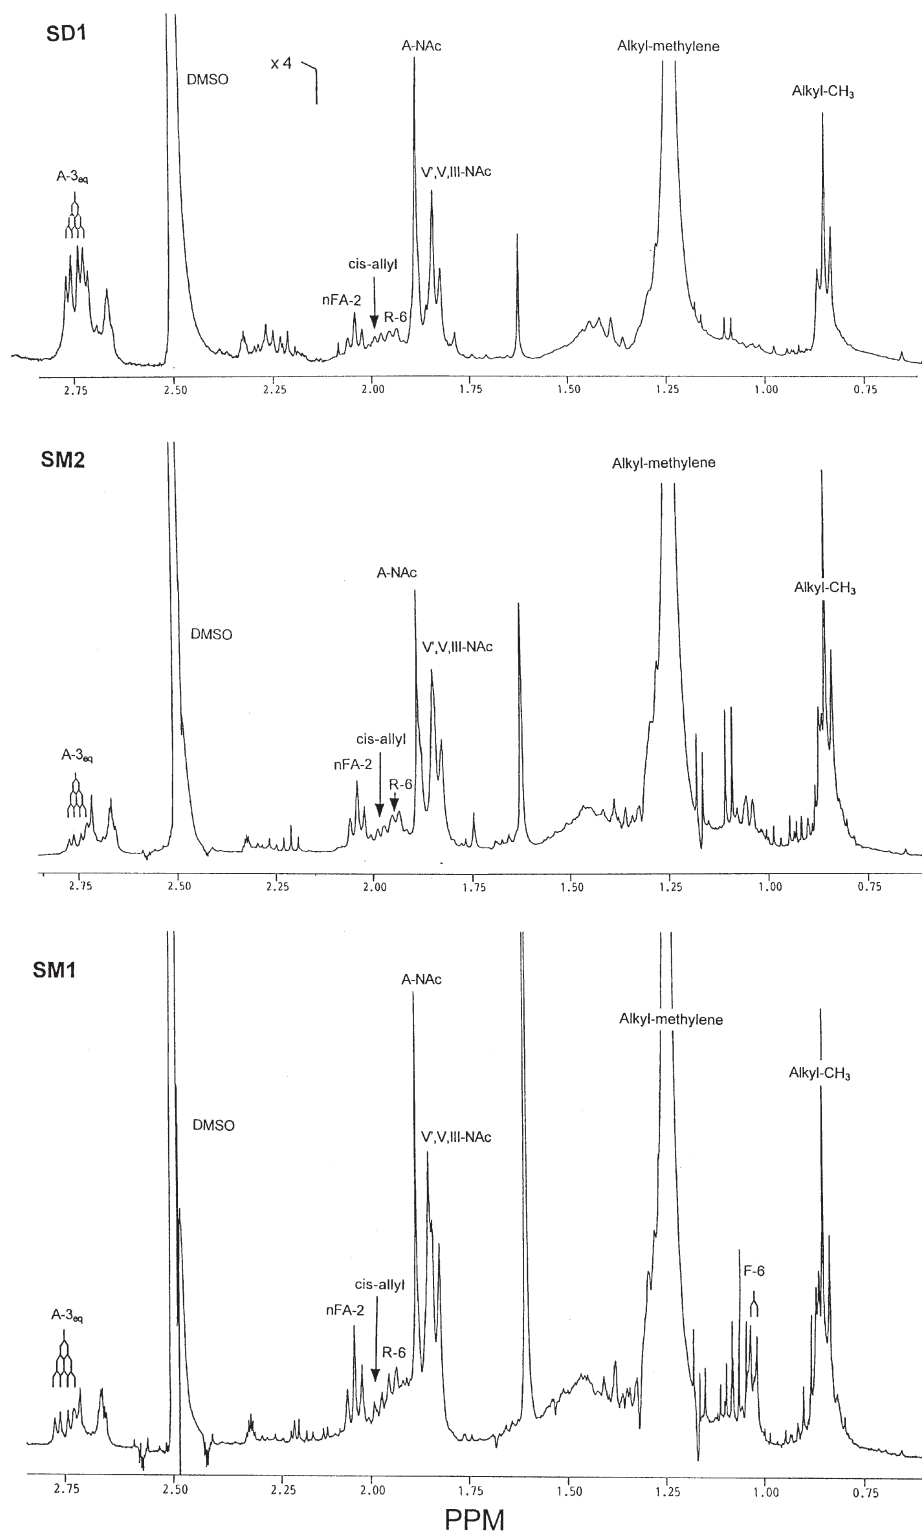 SD1
A-NAc
Alkyl-methylene
x 4
DMSO
Alkyl-CH3
A-3eq
V',V,III-NAc
cis-allyl
nFA-2
R-6
2.75 2.50 2.25 2.00 1.75 1.50 1.25 1.00 0.75
SM2
Alkyl-methylene
A-NAc
Alkyl-CH3
DMSO
V',V,III-NAc
cis-allyl
A-3eq
nFA-2
R-6
2.75 2.50 2.25 2.00 1.75 1.50 1.25 1.00 0.75
SM1
A-NAc
Alkyl-methylene
Alkyl-CH3
DMSO
V',V,III-NAc
F-6
cis-allyl
A-3eq
nFA-2
R-6
2.75 2.50 2.25 2.00 1.75 1.50 1.25 1.00 0.75
PPM